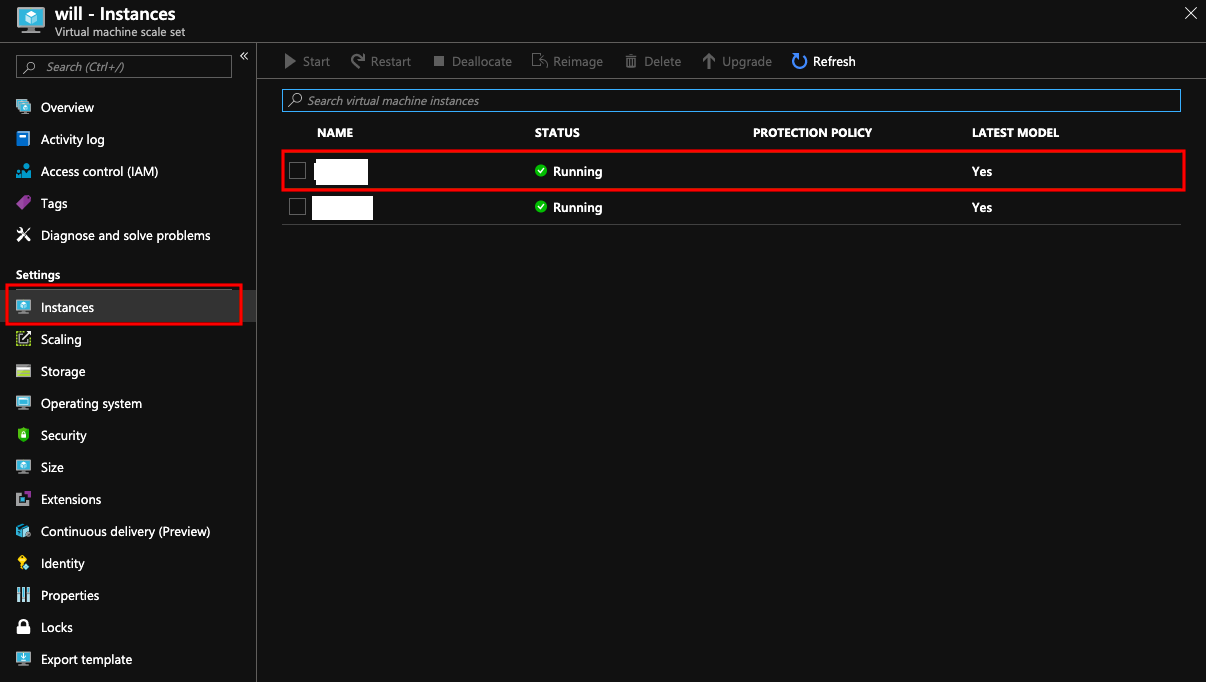 will - Instances
Virtual machine scale set
Search (Ctrl+/)
«
Start Restart Deallocate Reimage Delete Upgrade Refresh
Search virtual machine instances
NAME STATUS PROTECTION POLICY LATEST MODEL
Running Yes
Running Yes
Overview
Activity log
Access control (IAM)
Tags
Diagnose and solve problems
Settings
Instances
Scaling
Storage
Operating system
Security
Size
Extensions
Continuous delivery (Preview)
Identity
Properties
Locks
Export template